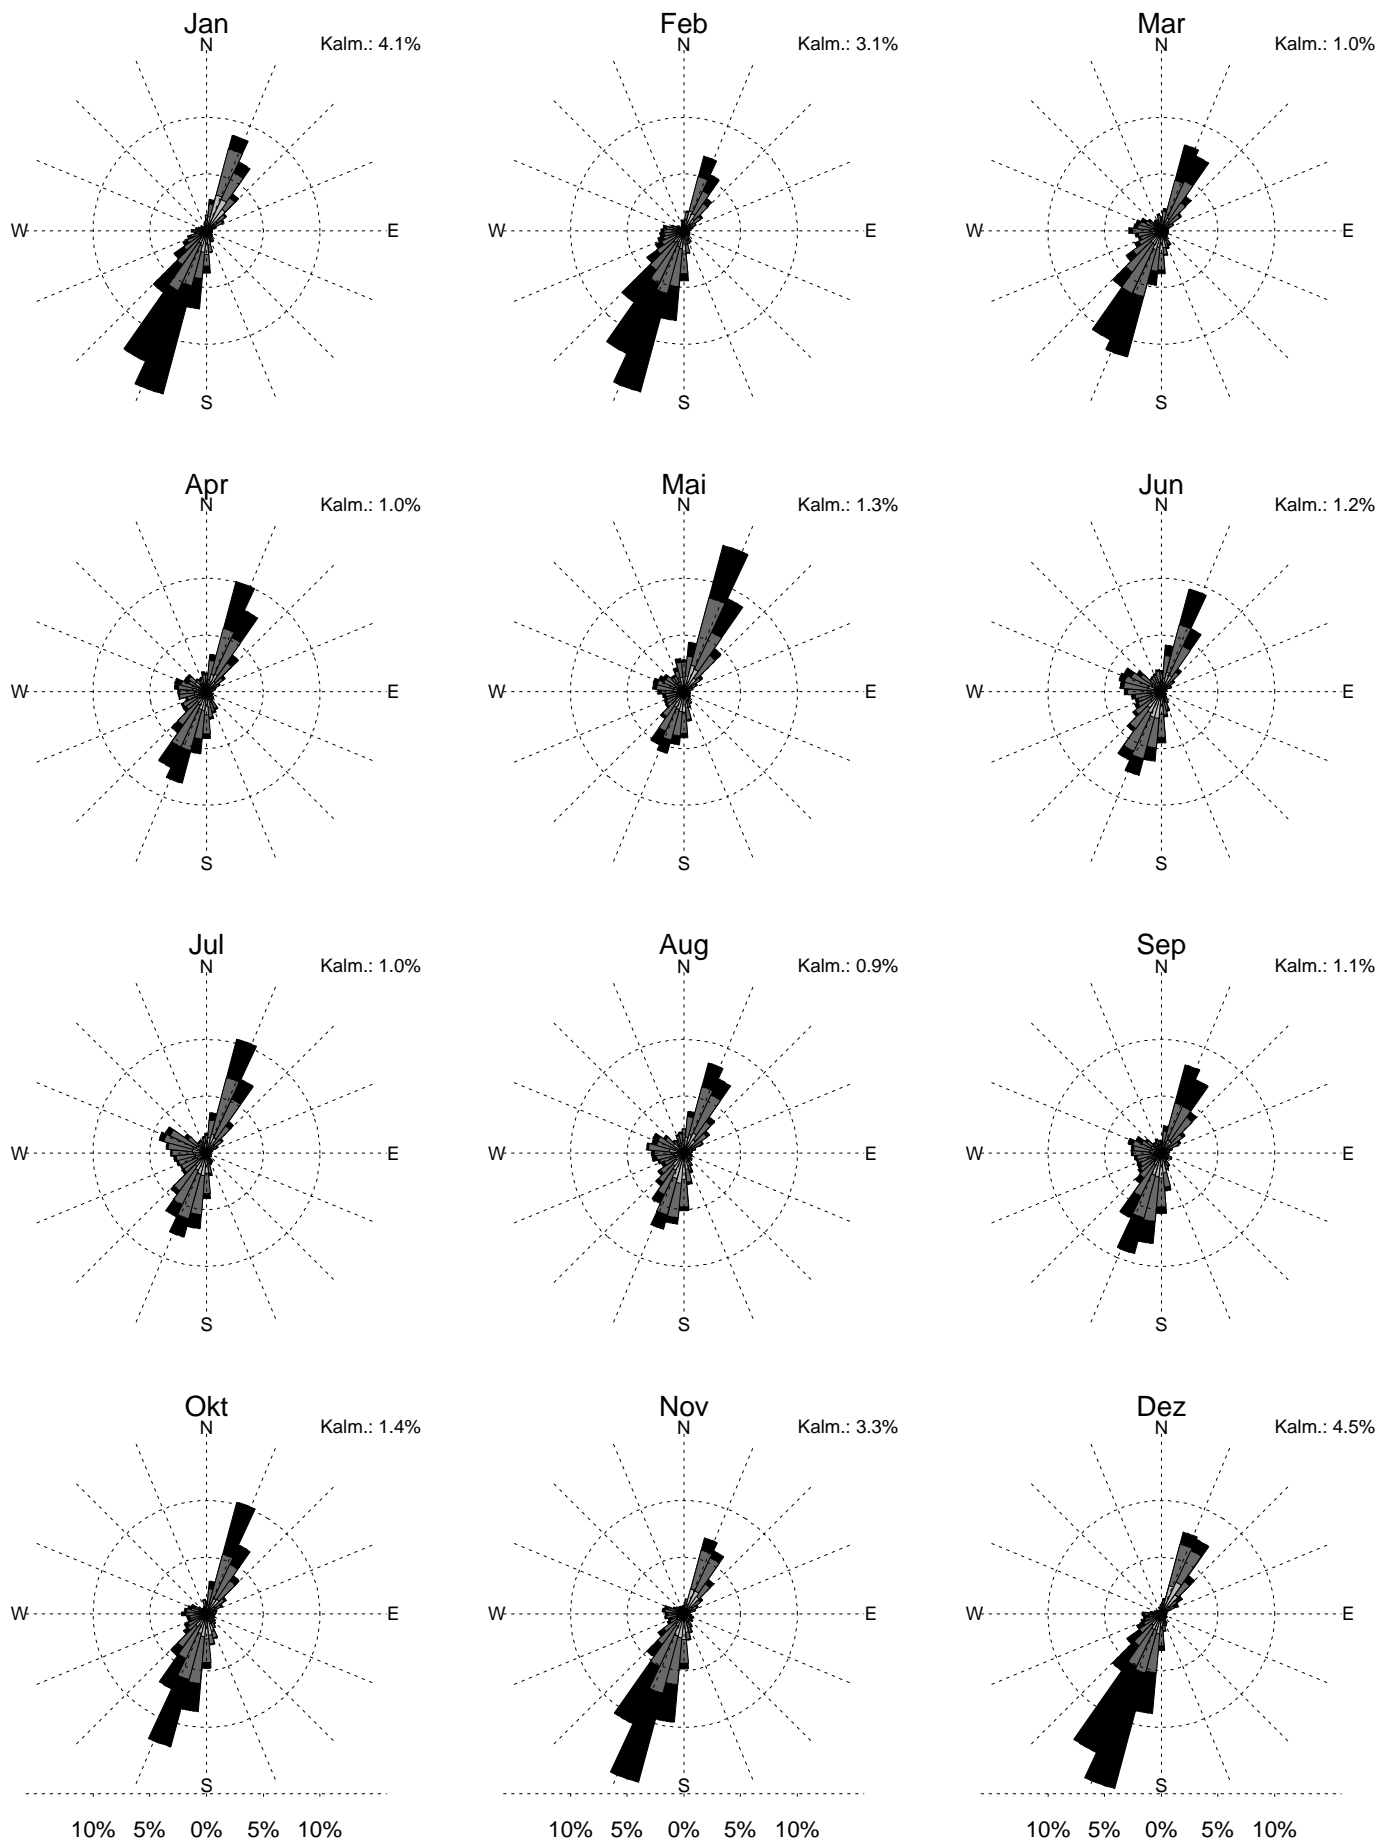 Jan Feb Mar
N Kalm.: 4.1% N Kalm.: 3.1% N Kalm.: 1.0%
W E W E W E
S S S
Apr Mai Jun
N Kalm.: 1.0% N Kalm.: 1.3% N Kalm.: 1.2%
W E W E W E
S S S
Jul Aug Sep
N Kalm.: 1.0% N Kalm.: 0.9% N Kalm.: 1.1%
W E W E W E
S S S
Okt Nov Dez
N Kalm.: 1.4% N Kalm.: 3.3% N Kalm.: 4.5%
W E W E W E
S S S
10% 5% 0% 5% 10% 10% 5% 0% 5% 10% 10% 5% 0% 5% 10%